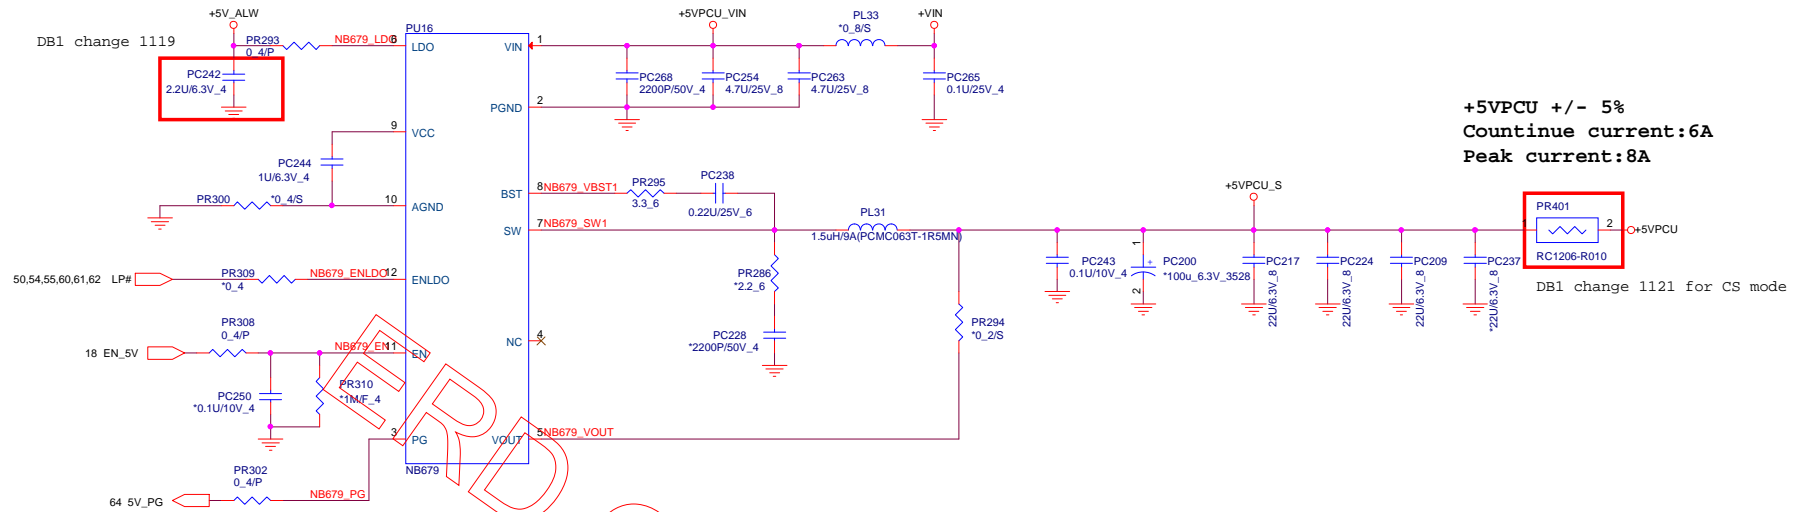 +5V_ALW
+5VPCU_VIN
PL33
*0_8/S
+VIN
DB1 change 1119
PR293
0_4/P
NB679_LDO
6
LDO
PU16
VIN
1
PC242
2.2U/6.3V_4
PC268
2200P/50V_4
PC254
4.7U/25V_8
PC263
4.7U/25V_8
PC265
0.1U/25V_4
PGND
2
+5VPCU +/- 5%
Countinue current:6A
Peak current:8A
9
VCC
PC244
1U/6.3V_4
PR300
*0_4/S
10
AGND
BST
8
NB679_VBST1
PR295
3.3_6
PC238
0.22U/25V_6
+5VPCU_S
SW
7
NB679_SW1
PL31
1.5uH/9A(PCMC063T-1R5MN)
PR401
1
2
+5VPCU
RC1206-R010
DB1 change 1121 for CS mode
50,54,55,60,61,62 LP#
PR309
*0_4
NB679_ENLDO
12
ENLDO
PR286
*2.2_6
PC228
*2200P/50V_4
PC243
0.1U/10V_4
1
+
2
PC200
*100u_6.3V_3528
PC217
22U/6.3V_8
PC224
22U/6.3V_8
PC209
22U/6.3V_8
PC237
*22U/6.3V_8
PR294
*0_2/S
18 EN_5V
PR308
0_4/P
NB679_EN
11
EN
NC
4
PC250
*0.1U/10V_4
PR310
*1M/F_4
3
PG
VOUT
5
NB679_VOUT
NB679
64 5V_PG
PR302
0_4/P
NB679_PG